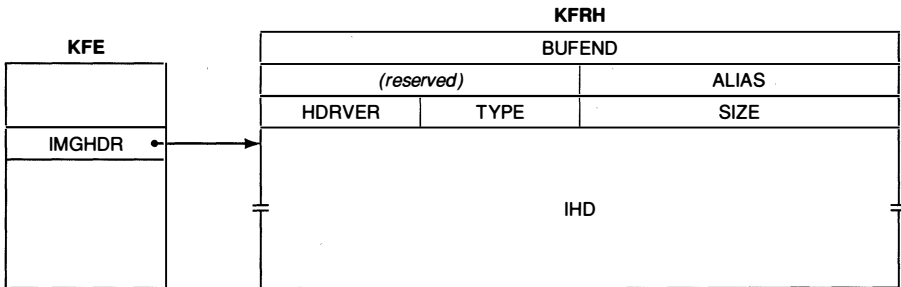 KFRH
KFE
BUFEND
(reserved) ALIAS
HDRVER TYPE SIZE
IMGHDR
IHD